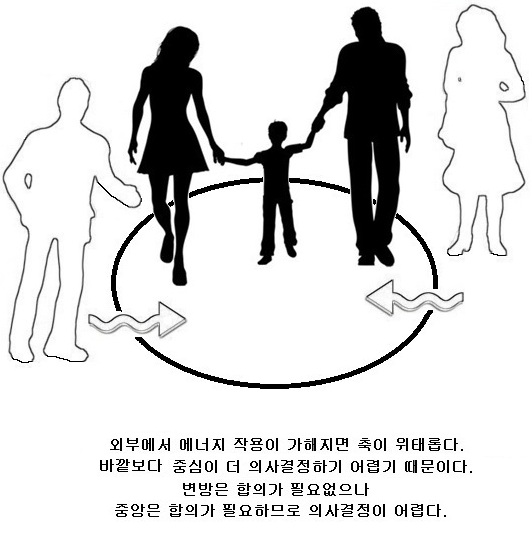 외부에서 에너지 작용이 가해지면 축이 위태롭다.
바깥보다 중심이 더 의사결정하기 어렵기 때문이다.
변방은 합의가 필요없으나
중앙은 합의가 필요하므로 의사결정이 어렵다.